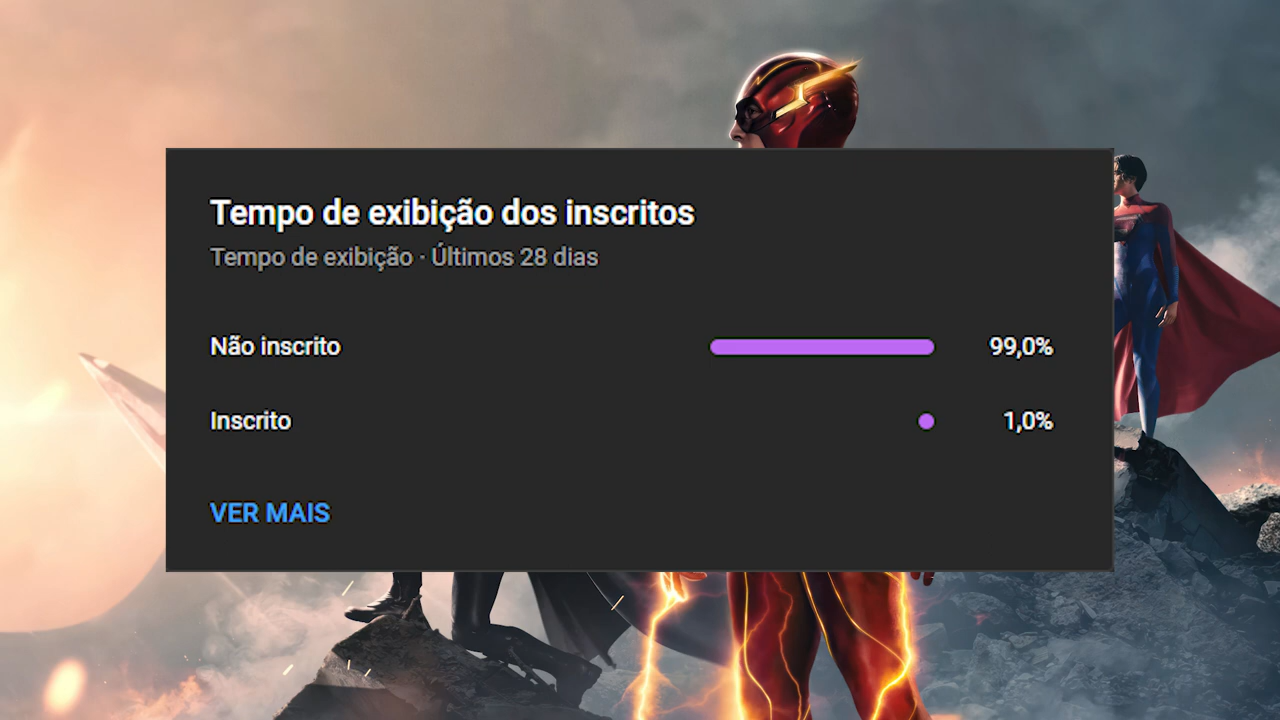 Tempo de exibição dos inscritos
Tempo de exibição · Últimos 28 dias
Não inscrito 99,0%
Inscrito 1,0%
VER MAIS